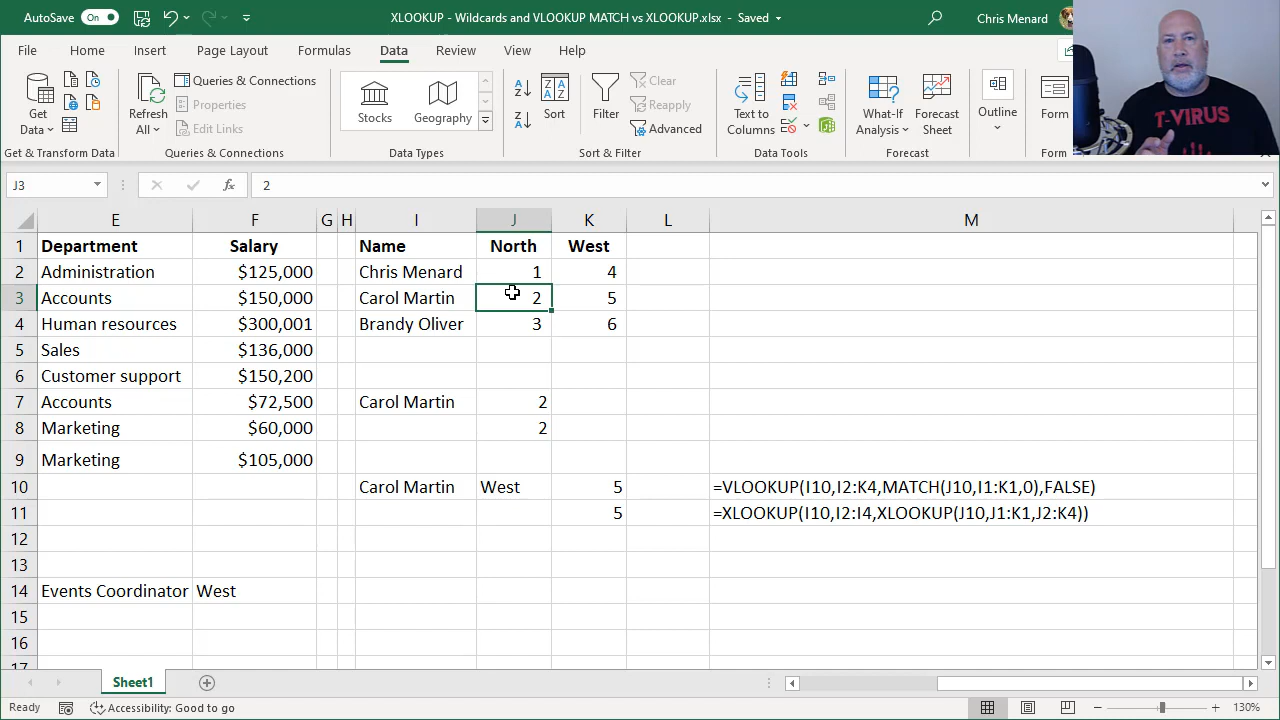 AutoSave On XLOOKUP - Wildcards and VLOOKUP MATCH vs XLOOKUP.xlsx - Saved Chris Menard
File Home Insert Page Layout Formulas Data Review View Help
Get Data Refresh All Queries & Connections Properties Edit Links Stocks Geography Sort Filter Clear Reapply Advanced Text to Columns What-If Analysis Forecast Sheet Outline Form
Get & Transform Data Queries & Connections Data Types Sort & Filter Data Tools Forecast Form
T-VIRUS
J3 fx 2
E F G H I J K L M
1 Department Salary Name North West
2 Administration $125,000 Chris Menard 1 4
3 Accounts $150,000 Carol Martin 2 5
4 Human resources $300,001 Brandy Oliver 3 6
5 Sales $136,000
6 Customer support $150,200
7 Accounts $72,500 Carol Martin 2
8 Marketing $60,000 2
9 Marketing $105,000
10 Carol Martin West 5 =VLOOKUP(I10,I2:K4,MATCH(J10,I1:K1,0),FALSE)
11 5 =XLOOKUP(I10,I2:I4,XLOOKUP(J10,J1:K1,J2:K4))
12
13
14 Events Coordinator West
15
16
17
Sheet1
Ready Accessibility: Good to go 130%